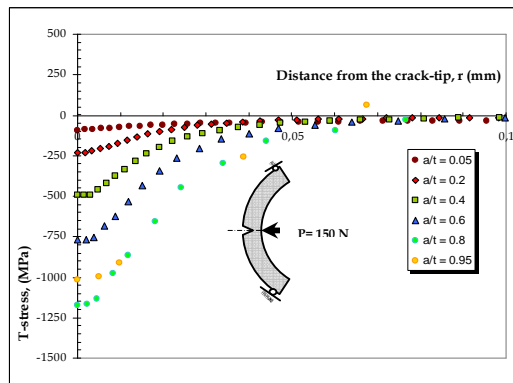 500
250
0
-250
-500
-750
-1000
-1250
-1500
T-stress, (MPa)
Distance from the crack-tip, r (mm)
0
0,05
0,1
P= 150 N
a/t = 0.05
a/t = 0.2
a/t = 0.4
a/t = 0.6
a/t = 0.8
a/t = 0.95